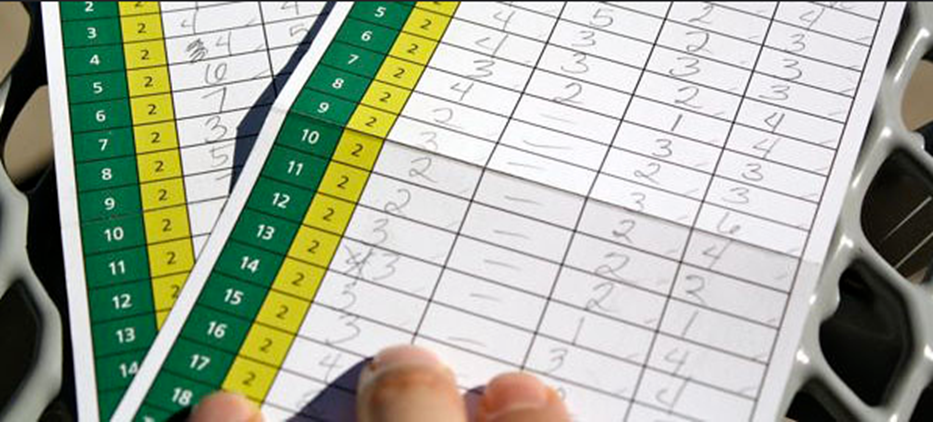 2 2
3 2 4
4 2 4 5
5 2 10
6 2 7
7 2 3
8 2 5
9 2
10 2
11 2
12 2
13
14
5 2 4
2 4
4 5 2 3
2 4 3 3 3
5 2 4 3 2 4
6 2 3 2 1 4
7 2 4 – 3 3
8 2 2 – 2 3
9 2 3 – 3 6
10 2 2 – 2 4
11 2 2 – 2
12 2 3 – 2 1
13 2 3 – 1 4
14 2 3 – 3 4
15 2 3
16 2 4
17 2
18